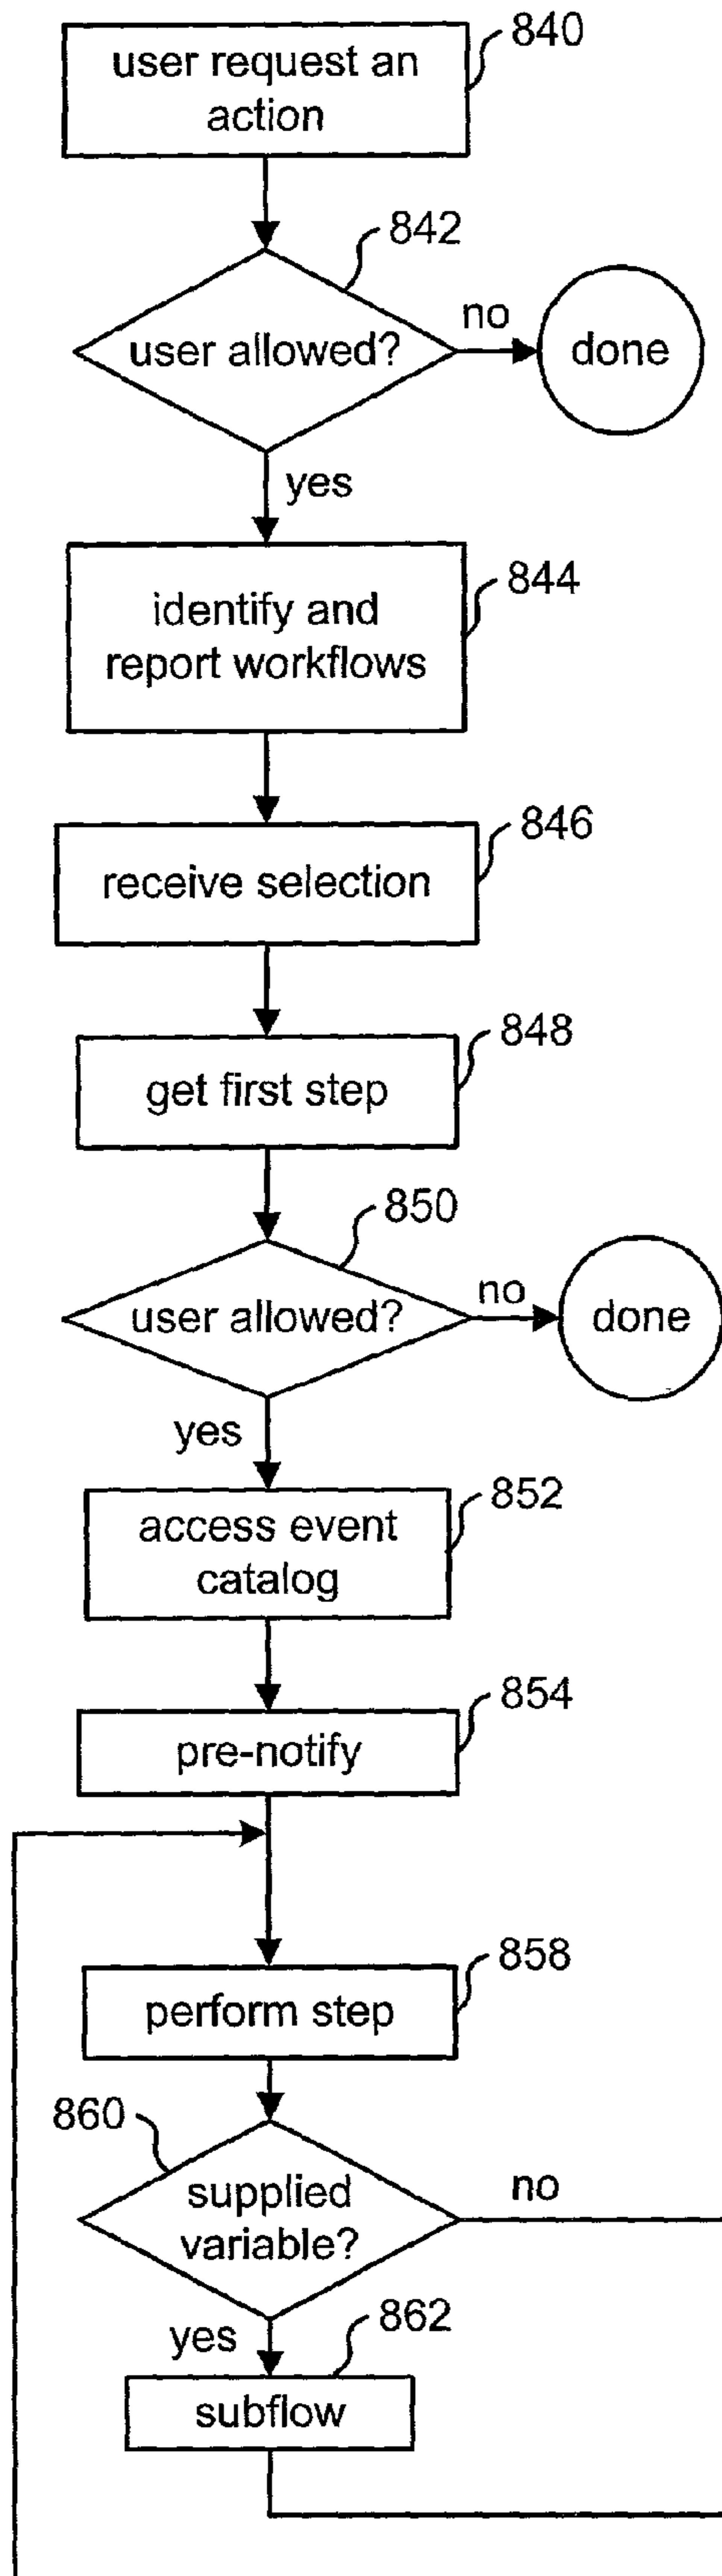 user request an
action
840
842
user allowed?
no
done
yes
identify and
report workflows
844
receive selection
846
get first step
848
850
user allowed?
no
done
yes
access event
catalog
852
pre-notify
854
perform step
858
860
supplied
variable?
no
yes
862
subflow